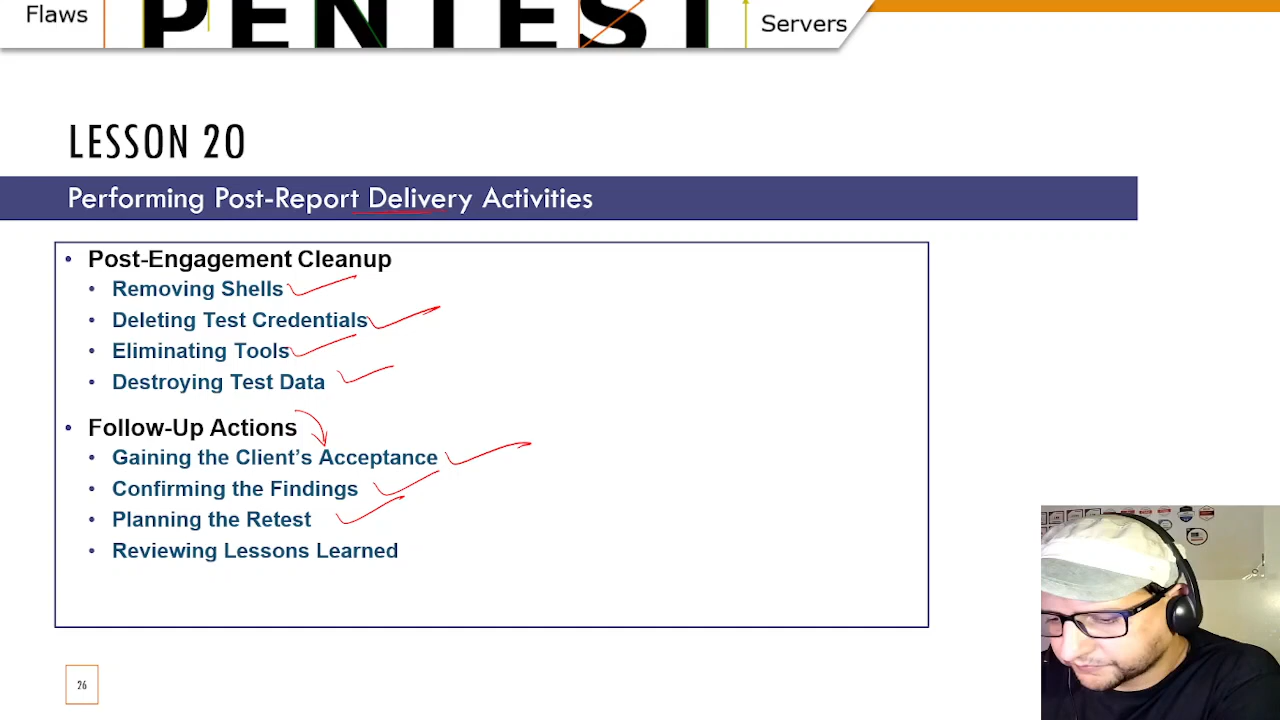 Flaws
PENTEST
Servers
LESSON 20
Performing Post-Report Delivery Activities
• Post-Engagement Cleanup
• Removing Shells
• Deleting Test Credentials
• Eliminating Tools
• Destroying Test Data
• Follow-Up Actions
• Gaining the Client's Acceptance
• Confirming the Findings
• Planning the Retest
• Reviewing Lessons Learned
26